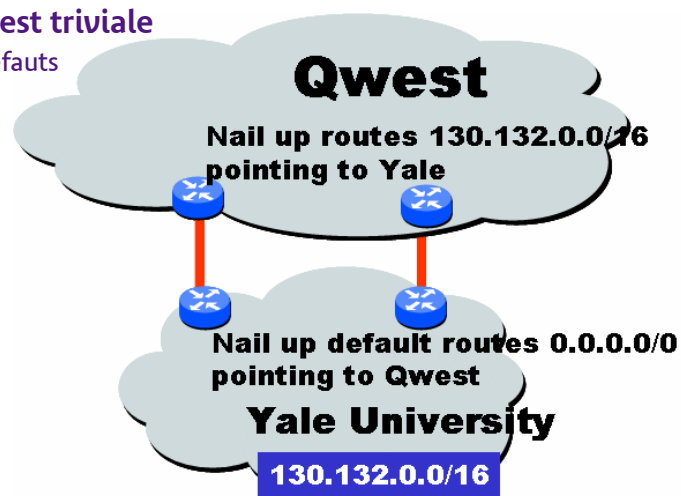 est triviale
fauts
Qwest
Nail up routes 130.132.0.0/16
pointing to Yale
Nail up default routes 0.0.0.0/0
pointing to Qwest
Yale University
130.132.0.0/16